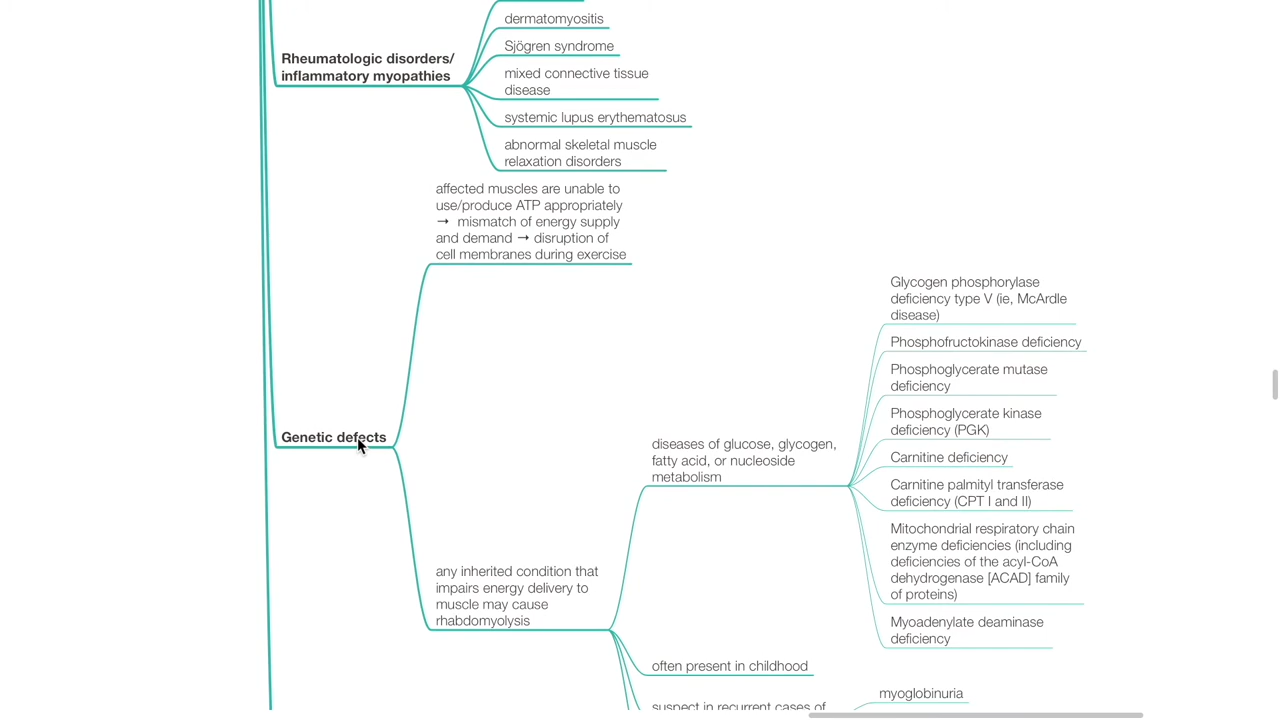 dermatomyositis
Sjögren syndrome
Rheumatologic disorders/
inflammatory myopathies
mixed connective tissue
disease
systemic lupus erythematosus
abnormal skeletal muscle
relaxation disorders
affected muscles are unable to
use/produce ATP appropriately
→ mismatch of energy supply
and demand → disruption of
cell membranes during exercise
Genetic defects
any inherited condition that
impairs energy delivery to
muscle may cause
rhabdomyolysis
diseases of glucose, glycogen,
fatty acid, or nucleoside
metabolism
Glycogen phosphorylase
deficiency type V (ie, McArdle
disease)
Phosphofructokinase deficiency
Phosphoglycerate mutase
deficiency
Phosphoglycerate kinase
deficiency (PGK)
Carnitine deficiency
Carnitine palmityl transferase
deficiency (CPT I and II)
Mitochondrial respiratory chain
enzyme deficiencies (including
deficiencies of the acyl-CoA
dehydrogenase [ACAD] family
of proteins)
Myoadenylate deaminase
deficiency
often present in childhood
suspect in recurrent cases of
myoglobinuria